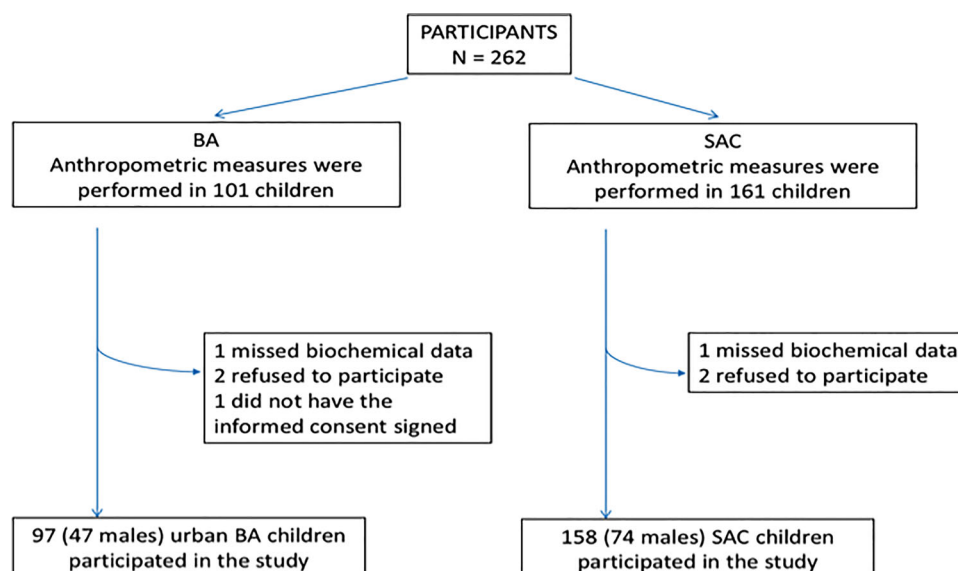 PARTICIPANTS
N = 262
BA
Anthropometric measures were
performed in 101 children
SAC
Anthropometric measures were
performed in 161 children
1 missed biochemical data
2 refused to participate
1 did not have the
informed consent signed
1 missed biochemical data
2 refused to participate
97 (47 males) urban BA children
participated in the study
158 (74 males) SAC children
participated in the study